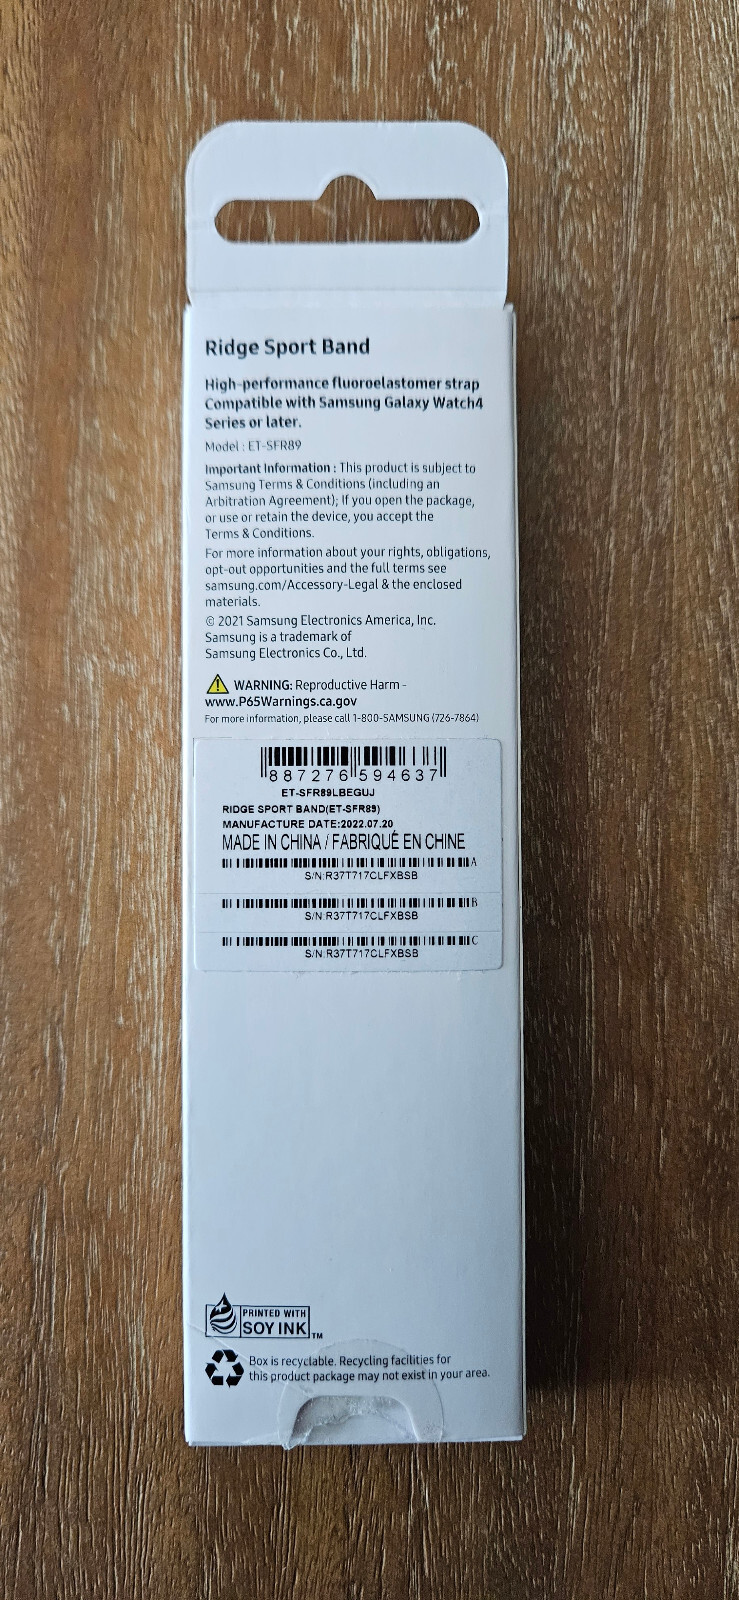 Ridge Sport Band
High-performance fluoroelastomer strap
Compatible with Samsung Galaxy Watch4
Series or later.
Model : ET-SFR89
Important Information : This product is subject to
Samsung Terms & Conditions (including an
Arbitration Agreement); If you open the package,
or use or retain the device, you accept the
Terms & Conditions.
For more information about your rights, obligations,
opt-out opportunities and the full terms see
samsung.com/Accessory-Legal & the enclosed
materials.
© 2021 Samsung Electronics America, Inc.
Samsung is a trademark of
Samsung Electronics Co., Ltd.
WARNING: Reproductive Harm -
www.P65Warnings.ca.gov
For more information, please call 1-800-SAMSUNG (726-7864)
8 87276 59463 7
ET-SFR89LBEGUJ
RIDGE SPORT BAND(ET-SFR89)
MANUFACTURE DATE:2022.07.20
MADE IN CHINA / FABRIQUÉ EN CHINE
A
S/N:R37T717CLFXBSB
B
S/N:R37T717CLFXBSB
C
S/N:R37T717CLFXBSB
PRINTED WITH
SOY INK TM
Box is recyclable. Recycling facilities for
this product package may not exist in your area.